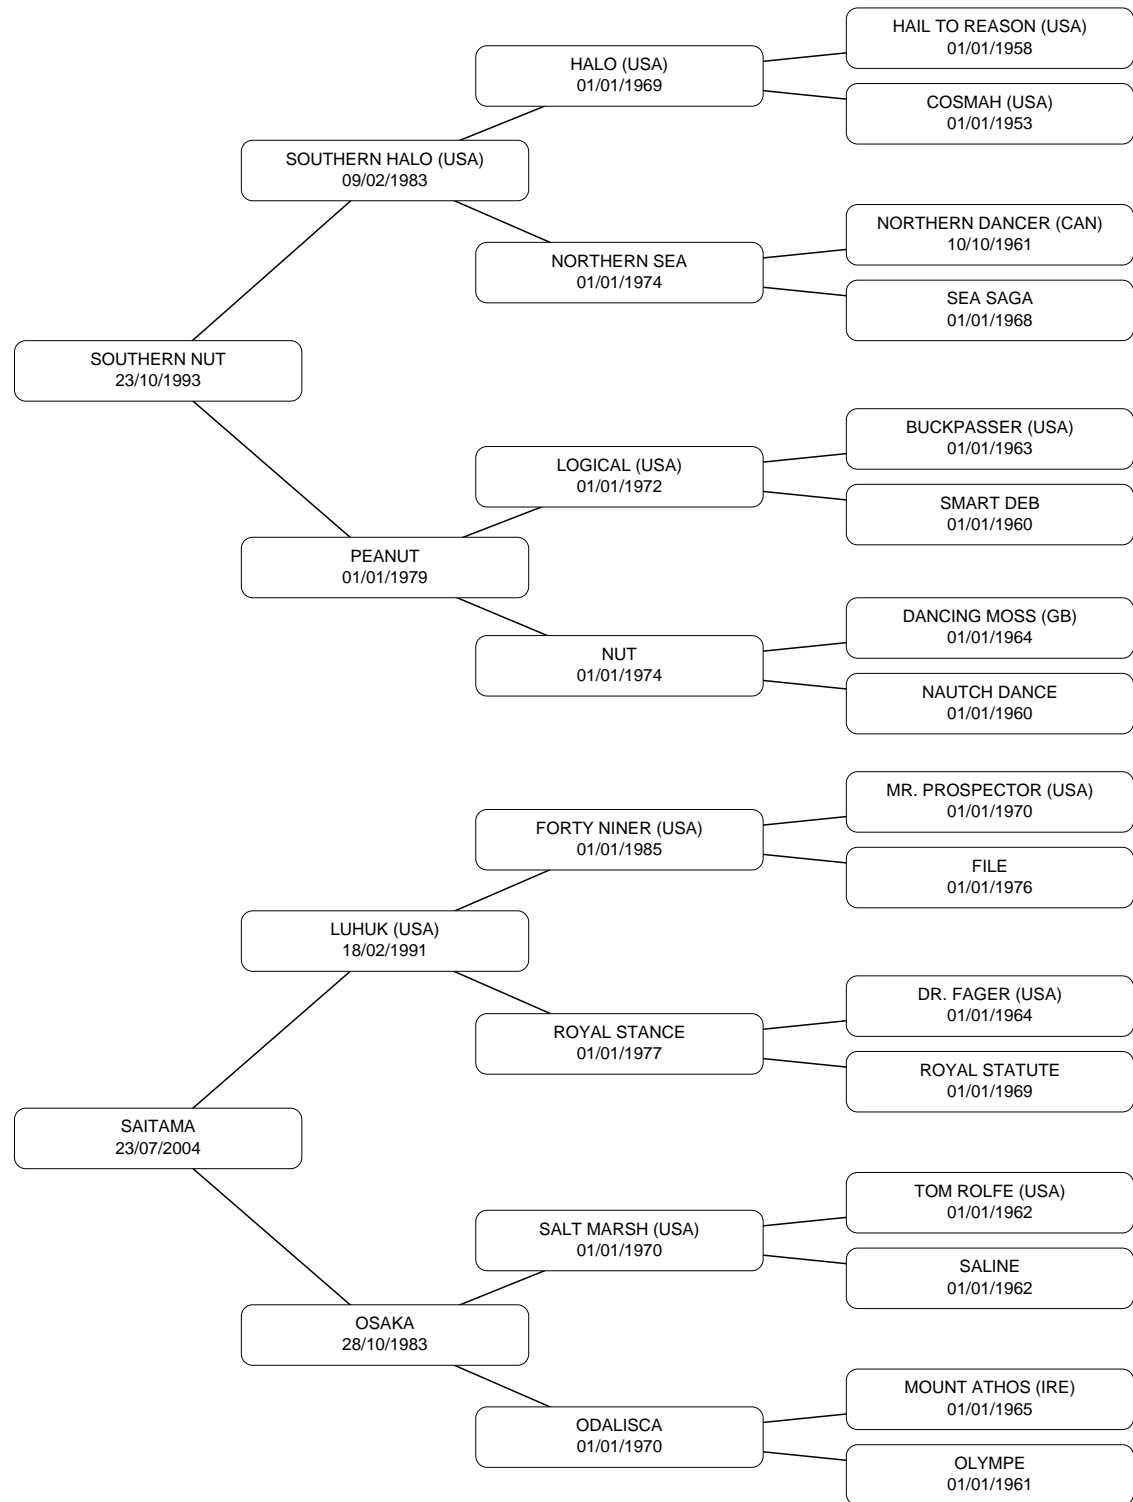 HAIL TO REASON (USA)
01/01/1958
HALO (USA)
01/01/1969
COSMAH (USA)
01/01/1953
SOUTHERN HALO (USA)
09/02/1983
NORTHERN DANCER (CAN)
10/10/1961
NORTHERN SEA
01/01/1974
SEA SAGA
01/01/1968
SOUTHERN NUT
23/10/1993
BUCKPASSER (USA)
01/01/1963
LOGICAL (USA)
01/01/1972
SMART DEB
01/01/1960
PEANUT
01/01/1979
DANCING MOSS (GB)
01/01/1964
NUT
01/01/1974
NAUTCH DANCE
01/01/1960
MR. PROSPECTOR (USA)
01/01/1970
FORTY NINER (USA)
01/01/1985
FILE
01/01/1976
LUHUK (USA)
18/02/1991
DR. FAGER (USA)
01/01/1964
ROYAL STANCE
01/01/1977
ROYAL STATUTE
01/01/1969
SAITAMA
23/07/2004
TOM ROLFE (USA)
01/01/1962
SALT MARSH (USA)
01/01/1970
SALINE
01/01/1962
OSAKA
28/10/1983
MOUNT ATHOS (IRE)
01/01/1965
ODALISCA
01/01/1970
OLYMPE
01/01/1961